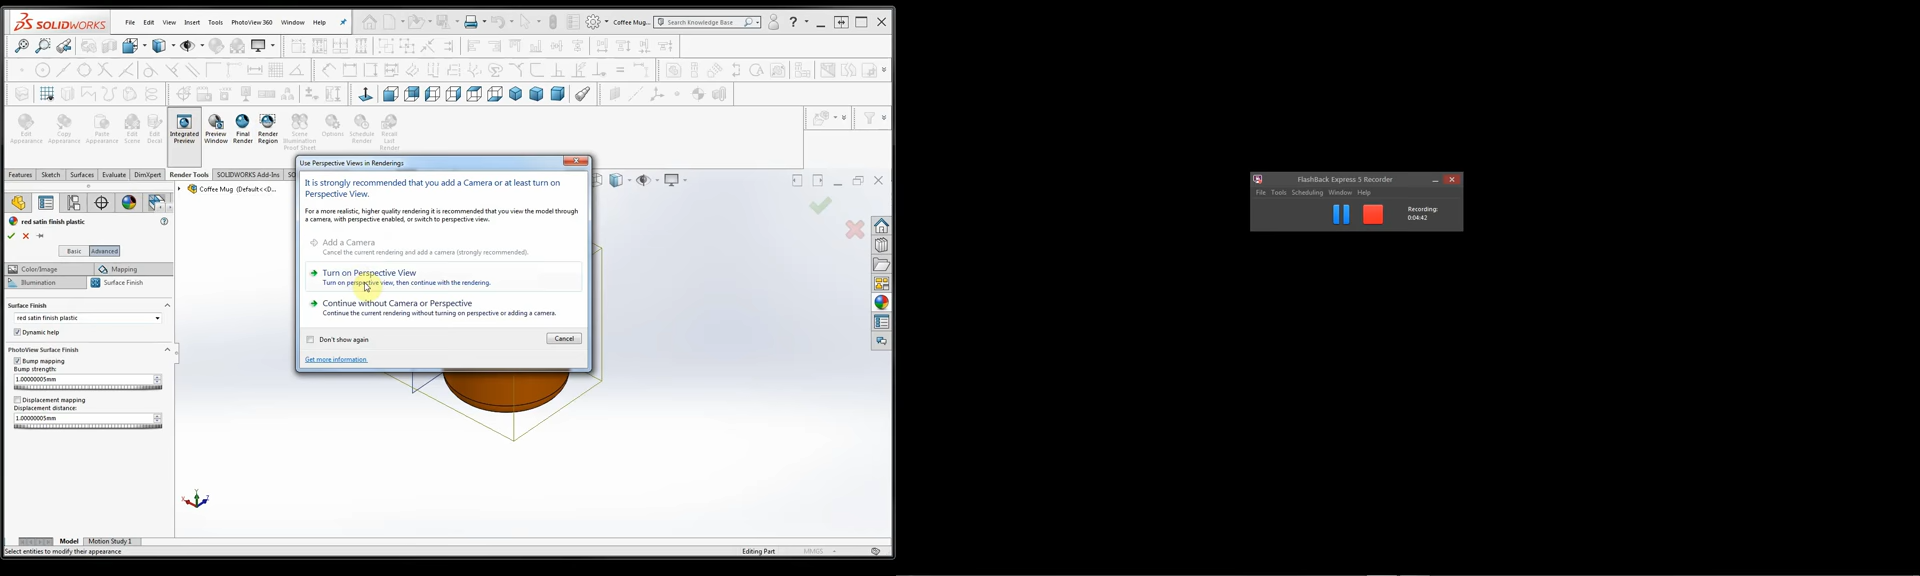 SOLIDWORKS
File Edit View Insert Tools PhotoView 360 Window Help
Coffee Mug...
Search Knowledge Base
Edit Appearance
Copy Appearance
Paste Appearance
Edit Scene
Edit Decal
Integrated Preview
Preview Window
Final Render
Render Region
Scene Illumination Proof Sheet
Options
Schedule Render
Recall Last Render
Features Sketch Surfaces Evaluate DimXpert Render Tools SOLIDWORKS Add-Ins SO
Coffee Mug (Default<<D...
red satin finish plastic
Basic Advanced
Color/Image Mapping
Illumination Surface Finish
Surface Finish
red satin finish plastic
Dynamic help
PhotoView Surface Finish
Bump mapping
Bump strength:
1.00000005mm
Displacement mapping
Displacement distance:
1.00000005mm
Use Perspective Views in Renderings
It is strongly recommended that you add a Camera or at least turn on
Perspective View.
For a more realistic, higher quality rendering it is recommended that you view the model through
a camera, with perspective enabled, or switch to perspective view.
Add a Camera
Cancel the current rendering and add a camera (strongly recommended).
Turn on Perspective View
Turn on perspective view, then continue with the rendering.
Continue without Camera or Perspective
Continue the current rendering without turning on perspective or adding a camera.
Don't show again
Cancel
Get more information.
Model Motion Study 1
Select entities to modify their appearance
Editing Part
MMGS
FlashBack Express 5 Recorder
File Tools Scheduling Window Help
Recording:
0:04:42